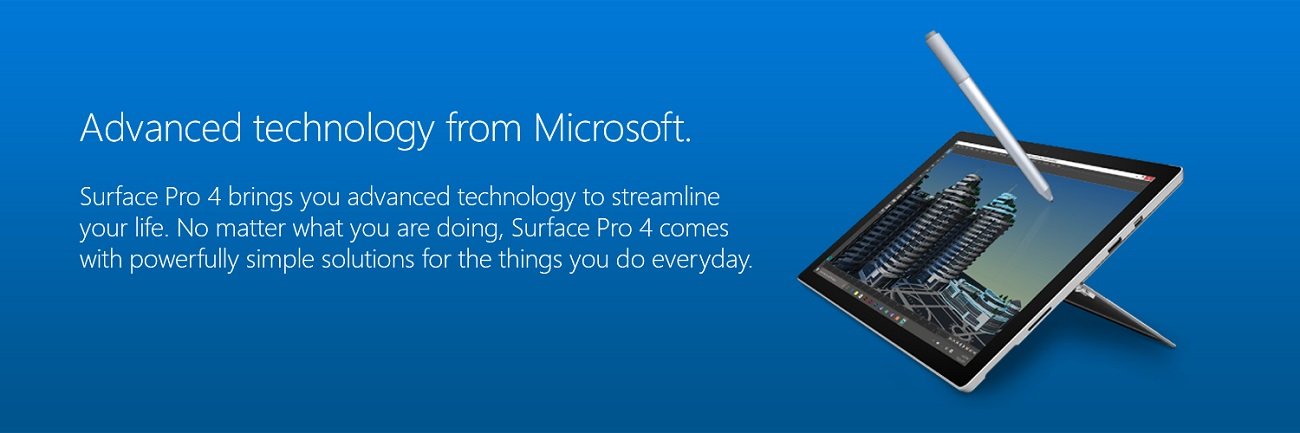 Advanced technology from Microsoft.
Surface Pro 4 brings you advanced technology to streamline
your life. No matter what you are doing, Surface Pro 4 comes
with powerfully simple solutions for the things you do everyday.